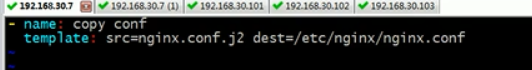 192.168.30.7 192.168.30.7 (1) 192.168.30.101 192.168.30.102 192.168.30.103
- name: copy conf
  template: src=nginx.conf.j2 dest=/etc/nginx/nginx.conf
~
~